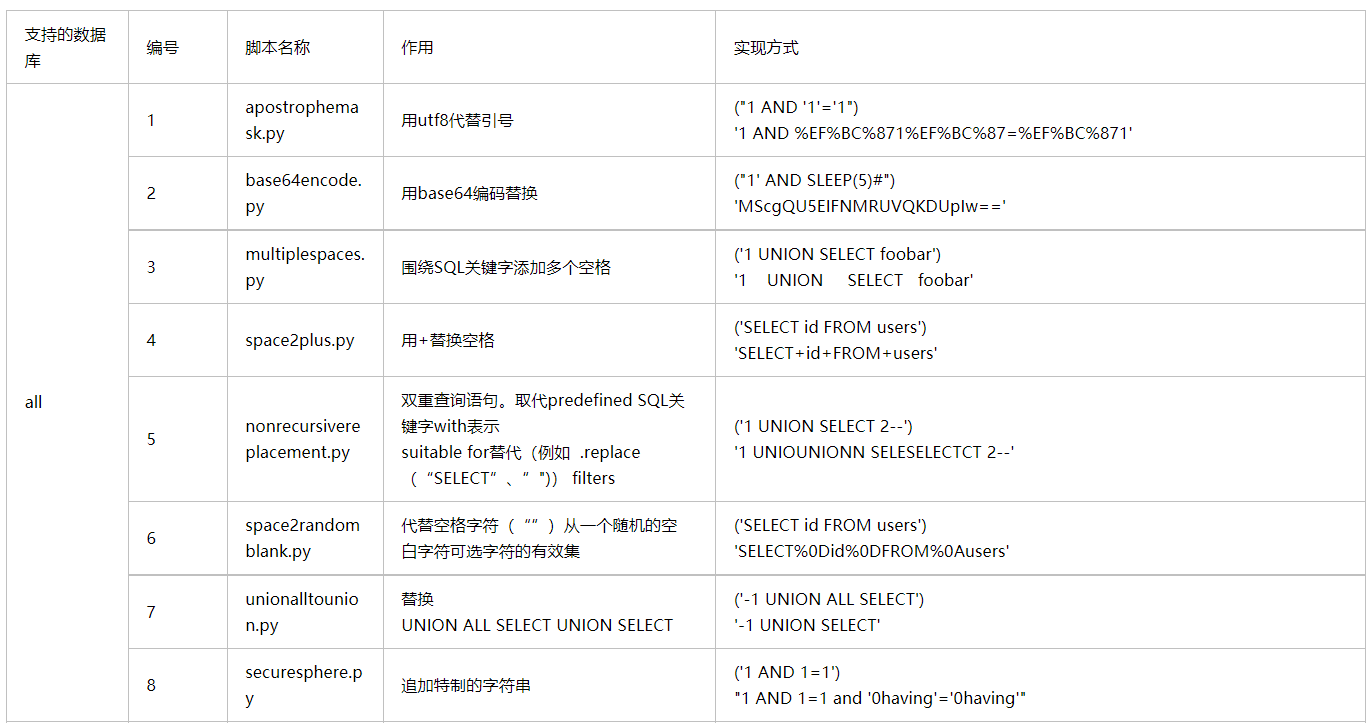 支持的数据库
编号
脚本名称
作用
实现方式
all
1
apostrophema
sk.py
用utf8代替引号
("1 AND '1'='1")
'1 AND %EF%BC%871%EF%BC%87=%EF%BC%871'
2
base64encode.
py
用base64编码替换
("1' AND SLEEP(5)#")
'MScgQU5EIFNMRUVQKDUpIw=='
3
multiplespaces.
py
围绕SQL关键字添加多个空格
('1 UNION SELECT foobar')
'1    UNION     SELECT   foobar'
4
space2plus.py
用+替换空格
('SELECT id FROM users')
'SELECT+id+FROM+users'
5
nonrecursivere
placement.py
双重查询语句。取代predefined SQL关
键字with表示
suitable for替代（例如  .replace
（“SELECT”、” ")） filters
('1 UNION SELECT 2--')
'1 UNIOUNIONN SELESELECTCT 2--'
6
space2random
blank.py
代替空格字符（“”）从一个随机的空
白字符可选字符的有效集
('SELECT id FROM users')
'SELECT%0Did%0DFROM%0Ausers'
7
unionalltounio
n.py
替换
UNION ALL SELECT UNION SELECT
('-1 UNION ALL SELECT')
'-1 UNION SELECT'
8
securesphere.p
y
追加特制的字符串
('1 AND 1=1')
"1 AND 1=1 and '0having'='0having'"